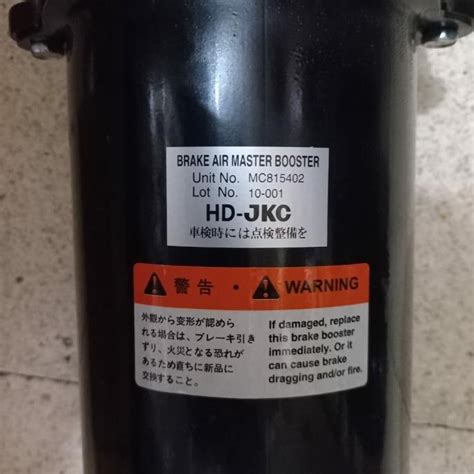 BRAKE AIR MASTER BOOSTER
Unit No. MC815402
Lot No. 10-001
HD-JKC
車検時には点検整備を
警告・WARNING
外観から変形が認めら
れる場合は、ブレーキ引き
ずり、火災となる恐れが
あるため直ちに新品に
交換すること。
If damaged, replace
this brake booster
immediately. Or it
can cause brake
dragging and/or fire.